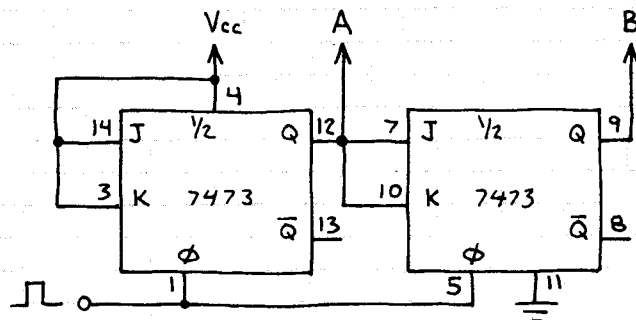 Vcc A B
4
14 J 1/2 Q 12 7 J 1/2 Q 9
3 K 7473 10 K 7473
Q̅ 13 Q̅ 8
ϕ ϕ
1 5 11